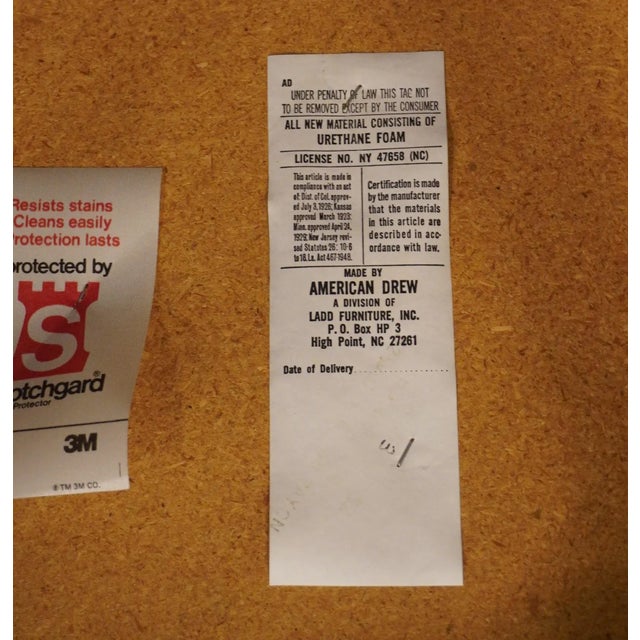 Resists stains
Cleans easily
Protection lasts
protected by
S
otchgard®
Protector
3M
® TM 3M CO.
AD
UNDER PENALTY OF LAW THIS TAG NOT
TO BE REMOVED EXCEPT BY THE CONSUMER
ALL NEW MATERIAL CONSISTING OF
URETHANE FOAM
LICENSE NO. NY 47658 (NC)
This article is made in
compliance with an act
of: Dist. of Col. approv-
ed July 3, 1926; Kansas
approved March 1923;
Minn. approved April 24,
1929; New Jersey revis-
ed Statutes 26: 10-6
to 18. La. Act 467-1948.
Certification is made
by the manufacturer
that the materials
in this article are
described in acc-
ordance with law.
MADE BY
AMERICAN DREW
A DIVISION OF
LADD FURNITURE, INC.
P. O. Box HP 3
High Point, NC 27261
Date of Delivery....................